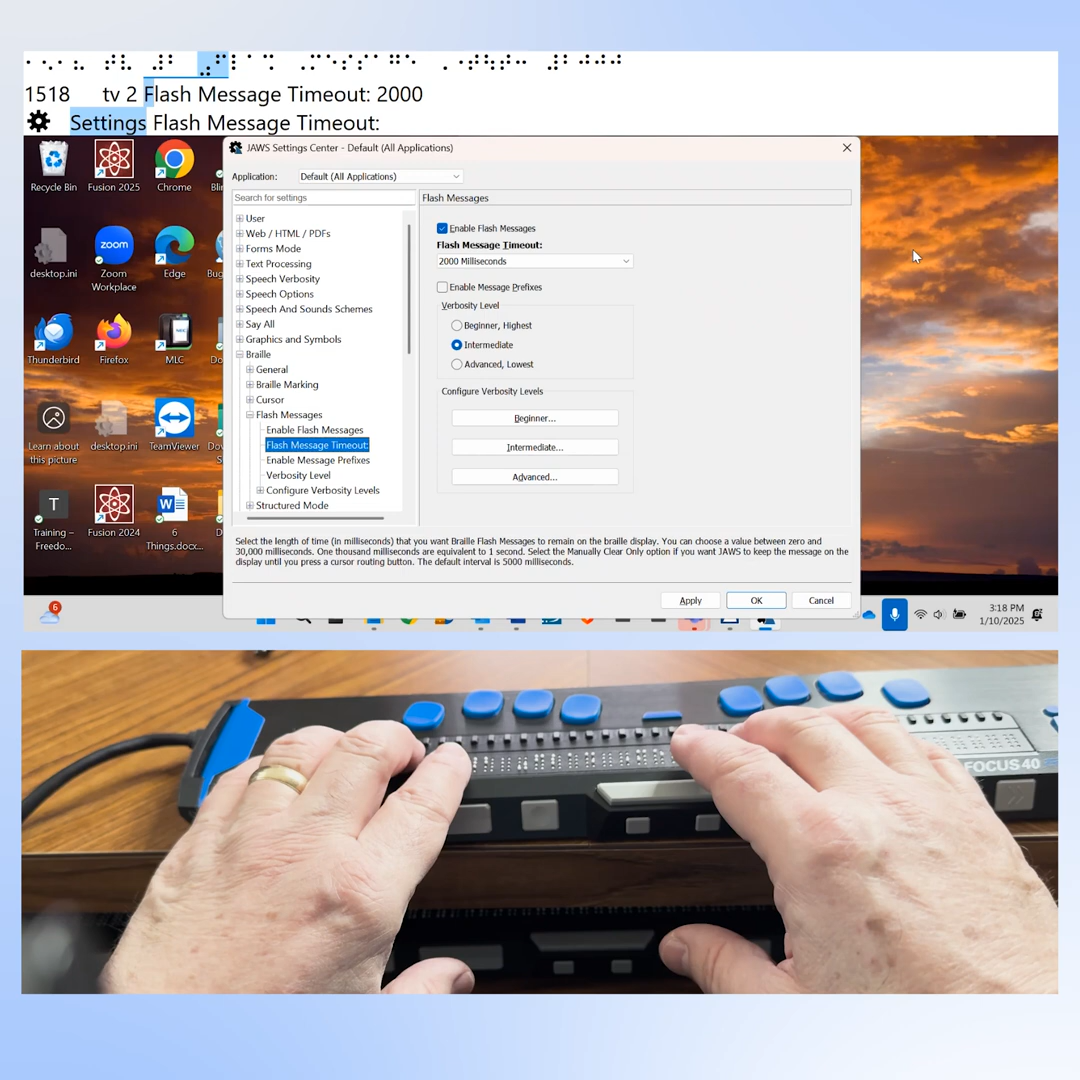 ⠁⠢⠁⠦ ⠞⠧ ⠼⠃ ⠠⠋⠇⠁⠩ ⠠⠍⠑⠎⠎⠁⠛⠑
1518 tv 2 Flash Message Timeout: 2000
Settings Flash Message Timeout:
JAWS Settings Center - Default (All Applications)
Application: Default (All Applications)
Search for settings
Flash Messages
User
Web / HTML / PDFs
Forms Mode
Text Processing
Speech Verbosity
Speech Options
Speech And Sounds Schemes
Say All
Graphics and Symbols
Braille
General
Braille Marking
Cursor
Flash Messages
Enable Flash Messages
Flash Message Timeout:
Enable Message Prefixes
Verbosity Level
Configure Verbosity Levels
Structured Mode
Enable Flash Messages
Flash Message Timeout:
2000 Milliseconds
Enable Message Prefixes
Verbosity Level
Beginner, Highest
Intermediate
Advanced, Lowest
Configure Verbosity Levels
Beginner...
Intermediate...
Advanced...
Select the length of time (in milliseconds) that you want Braille Flash Messages to remain on the braille display. You can choose a value between zero and
30,000 milliseconds. One thousand milliseconds are equivalent to 1 second. Select the Manually Clear Only option if you want JAWS to keep the message on the
display until you press a cursor routing button. The default interval is 5000 milliseconds.
Apply OK Cancel
Recycle Bin Fusion 2025 Chrome
desktop.ini Zoom Edge
Workplace
zoom
Thunderbird Firefox MLC
Learn about desktop.ini TeamViewer
this picture
T
Training – Fusion 2024 6
Freedo... Things.docx...
6
3:18 PM
1/10/2025
FOCUS 40